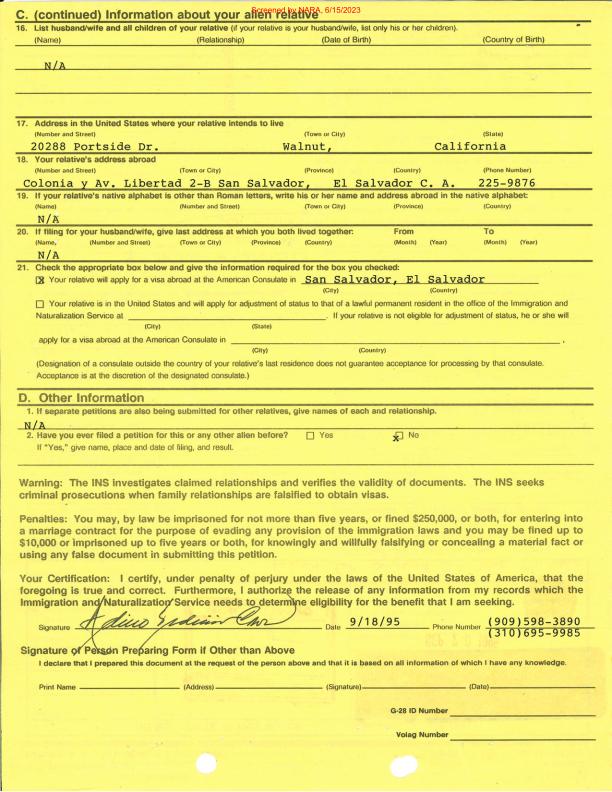 Screened by NARA, 6/15/2023
C. (continued) Information about your alien relative
16. List husband/wife and all children of your relative (if your relative is your husband/wife, list only his or her children).
(Name) (Relationship) (Date of Birth) (Country of Birth)
N/A
17. Address in the United States where your relative intends to live
(Number and Street) (Town or City) (State)
20288 Portside Dr. Walnut, California
18. Your relative's address abroad
(Number and Street) (Town or City) (Province) (Country) (Phone Number)
Colonia y Av. Libertad 2-B San Salvador, El Salvador C. A. 225-9876
19. If your relative's native alphabet is other than Roman letters, write his or her name and address abroad in the native alphabet:
(Name) (Number and Street) (Town or City) (Province) (Country)
N/A
20. If filing for your husband/wife, give last address at which you both lived together: From To
(Name, (Number and Street) (Town or City) (Province) (Country) (Month) (Year) (Month) (Year)
N/A
21. Check the appropriate box below and give the information required for the box you checked:
x Your relative will apply for a visa abroad at the American Consulate in San Salvador, El Salvador
(City) (Country)
Your relative is in the United States and will apply for adjustment of status to that of a lawful permanent resident in the office of the Immigration and
Naturalization Service at . If your relative is not eligible for adjustment of status, he or she will
(City) (State)
apply for a visa abroad at the American Consulate in .
(City) (Country)
(Designation of a consulate outside the country of your relative's last residence does not guarantee acceptance for processing by that consulate.
Acceptance is at the discretion of the designated consulate.)
D. Other Information
1. If separate petitions are also being submitted for other relatives, give names of each and relationship.
N/A
2. Have you ever filed a petition for this or any other alien before? Yes x No
If "Yes," give name, place and date of filing, and result.
Warning: The INS investigates claimed relationships and verifies the validity of documents. The INS seeks
criminal prosecutions when family relationships are falsified to obtain visas.
Penalties: You may, by law be imprisoned for not more than five years, or fined $250,000, or both, for entering into
a marriage contract for the purpose of evading any provision of the immigration laws and you may be fined up to
$10,000 or imprisoned up to five years or both, for knowingly and willfully falsifying or concealing a material fact or
using any false document in submitting this petition.
Your Certification: I certify, under penalty of perjury under the laws of the United States of America, that the
foregoing is true and correct. Furthermore, I authorize the release of any information from my records which the
Immigration and Naturalization Service needs to determine eligibility for the benefit that I am seeking.
Signature Date 9/18/95 Phone Number (909)598-3890
(310)695-9985
Signature of Person Preparing Form if Other than Above
I declare that I prepared this document at the request of the person above and that it is based on all information of which I have any knowledge.
Print Name (Address) (Signature) (Date)
G-28 ID Number
Volag Number